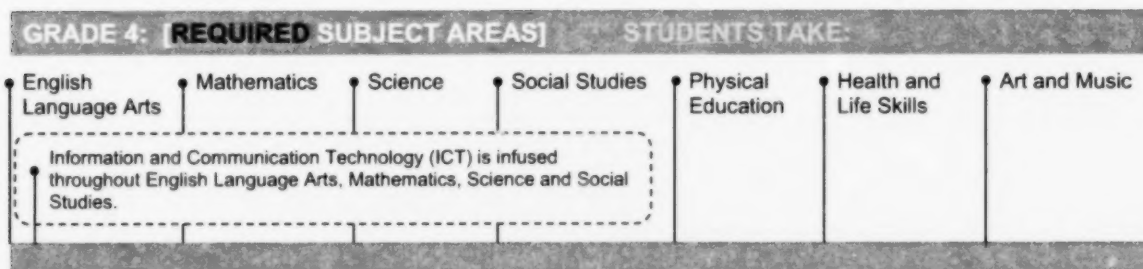 GRADE 4: [REQUIRED SUBJECT AREAS] STUDENTS TAKE:
English
Language Arts
Mathematics
Science
Social Studies
Physical
Education
Health and
Life Skills
Art and Music
Information and Communication Technology (ICT) is infused
throughout English Language Arts, Mathematics, Science and Social
Studies.